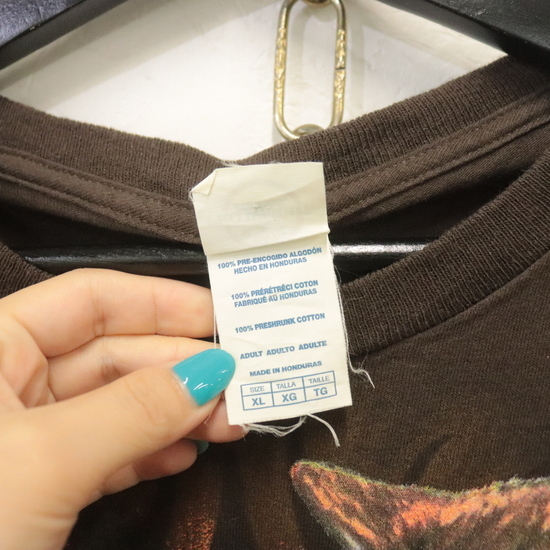 100% PRE-ENCOGIDO ALGODÓN
HECHO EN HONDURAS
100% PRÉRÉTRÉCI COTON
FABRIQUÉ AU HONDURAS
100% PRESHRUNK COTTON
ADULT ADULTO ADULTE
MADE IN HONDURAS
SIZE TALLA TAILLE
XL XG TG